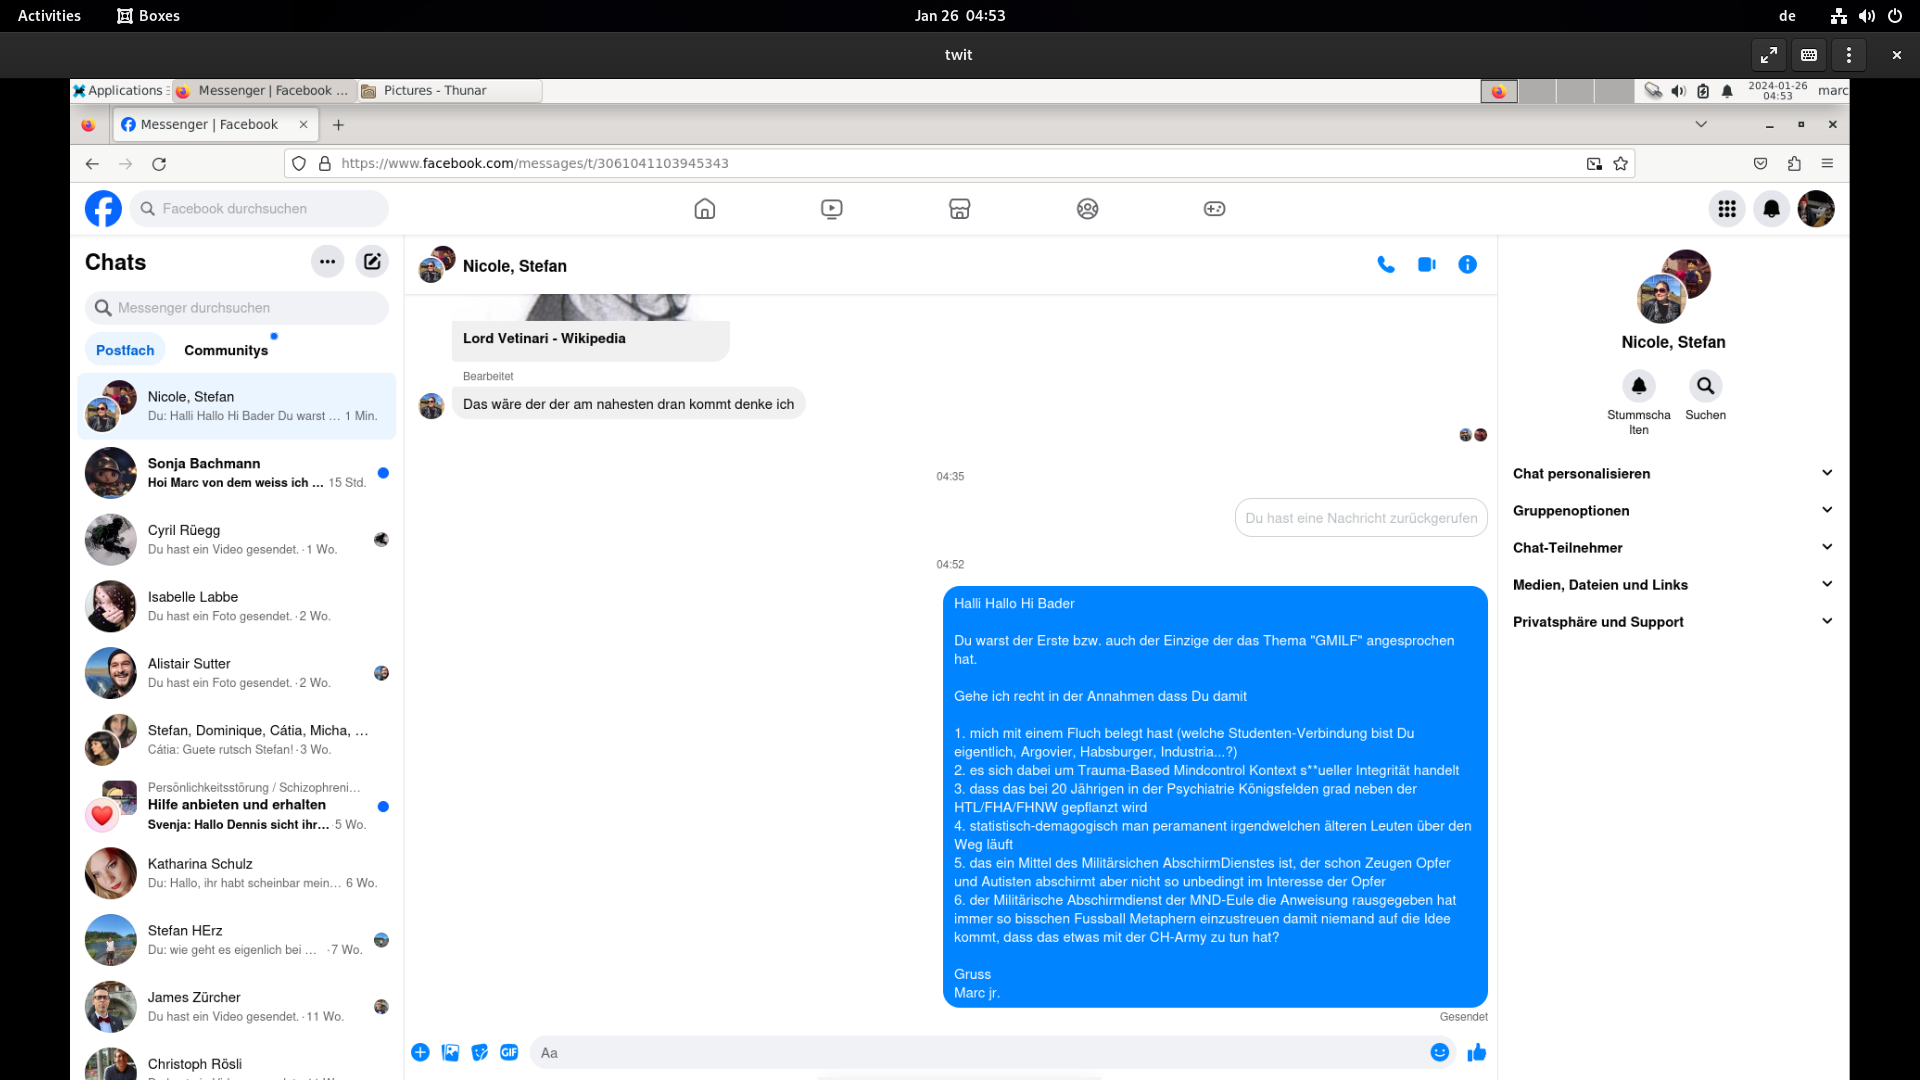 Activities
Boxes
Jan 26 04:53
de
twit
Applications
Messenger | Facebook ...
Pictures - Thunar
2024-01-26
04:53
marc
Messenger | Facebook
https://www.facebook.com/messages/t/3061041103945343
Facebook durchsuchen
Chats
Messenger durchsuchen
Postfach
Communitys
Nicole, Stefan
Du: Halli Hallo Hi Bader Du warst ... 1 Min.
Sonja Bachmann
Hoi Marc von dem weiss ich ... 15 Std.
Cyril Rüegg
Du hast ein Video gesendet. · 1 Wo.
Isabelle Labbe
Du hast ein Foto gesendet. · 2 Wo.
Alistair Sutter
Du hast ein Foto gesendet. · 2 Wo.
Stefan, Dominique, Cátia, Micha, ...
Cátia: Guete rutsch Stefan! · 3 Wo.
Persönlichkeitsstörung / Schizophreni...
Hilfe anbieten und erhalten
Svenja: Hallo Dennis sicht ihr... · 5 Wo.
Katharina Schulz
Du: Hallo, ihr habt scheinbar mein... 6 Wo.
Stefan HErz
Du: wie geht es eigenlich bei ... · 7 Wo.
James Zürcher
Du hast ein Video gesendet. · 11 Wo.
Christoph Rösli
Nicole, Stefan
Lord Vetinari - Wikipedia
Bearbeitet
Das wäre der der am nahesten dran kommt denke ich
04:35
Du hast eine Nachricht zurückgerufen
04:52
Halli Hallo Hi Bader
Du warst der Erste bzw. auch der Einzige der das Thema "GMILF" angesprochen
hat.
Gehe ich recht in der Annahmen dass Du damit
1. mich mit einem Fluch belegt hast (welche Studenten-Verbindung bist Du
eigentlich, Argovier, Habsburger, Industria...?)
2. es sich dabei um Trauma-Based Mindcontrol Kontext s**ueller Integrität handelt
3. dass das bei 20 Jährigen in der Psychiatrie Königsfelden grad neben der
HTL/FHA/FHNW gepflanzt wird
4. statistisch-demagogisch man peramanent irgendwelchen älteren Leuten über den
Weg läuft
5. das ein Mittel des Militärsichen AbschirmDienstes ist, der schon Zeugen Opfer
und Autisten abschirmt aber nicht so unbedingt im Interesse der Opfer
6. der Militärische Abschirmdienst der MND-Eule die Anweisung rausgegeben hat
immer so bisschen Fussball Metaphern einzustreuen damit niemand auf die Idee
kommt, dass das etwas mit der CH-Army zu tun hat?
Gruss
Marc jr.
Gesendet
GIF
Aa
Nicole, Stefan
Stummscha
lten
Suchen
Chat personalisieren
Gruppenoptionen
Chat-Teilnehmer
Medien, Dateien und Links
Privatsphäre und Support